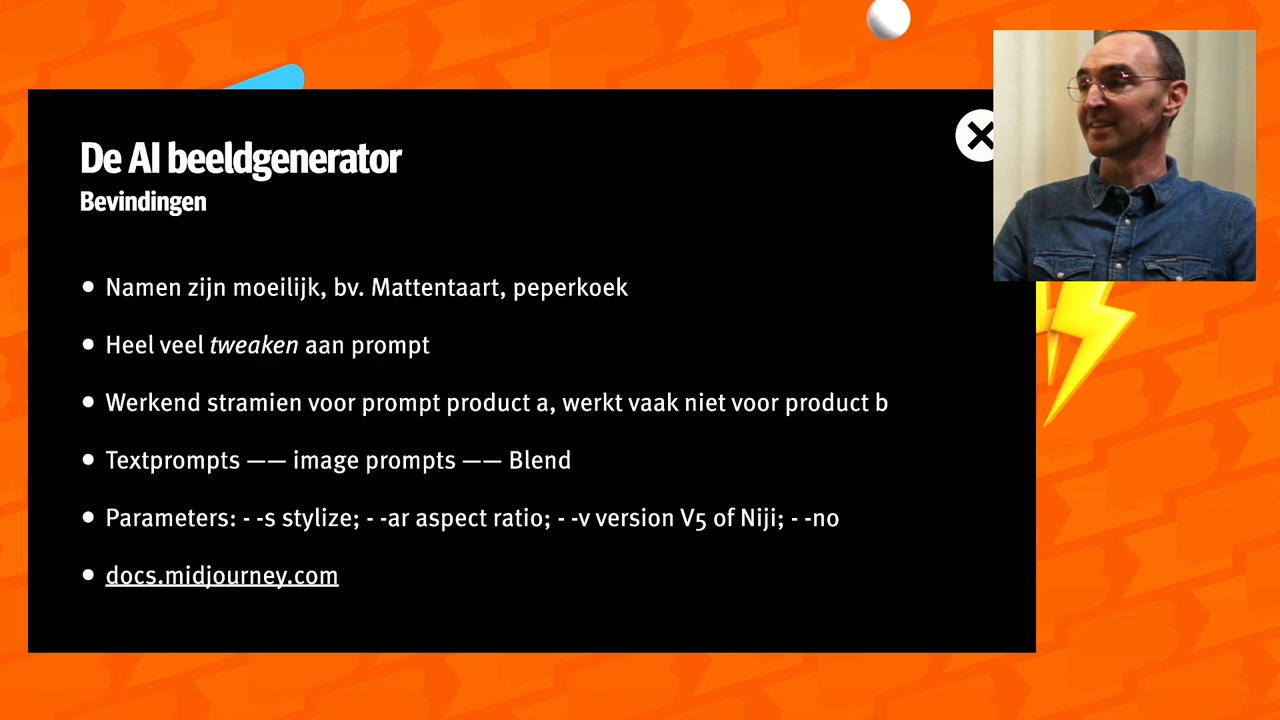 De AI beeldgenerator
Bevindingen
• Namen zijn moeilijk, bv. Mattentaart, peperkoek
• Heel veel tweaken aan prompt
• Werkend stramien voor prompt product a, werkt vaak niet voor product b
• Textprompts —— image prompts —— Blend
• Parameters: - -s stylize; - -ar aspect ratio; - -v version V5 of Niji; - -no
• docs.midjourney.com